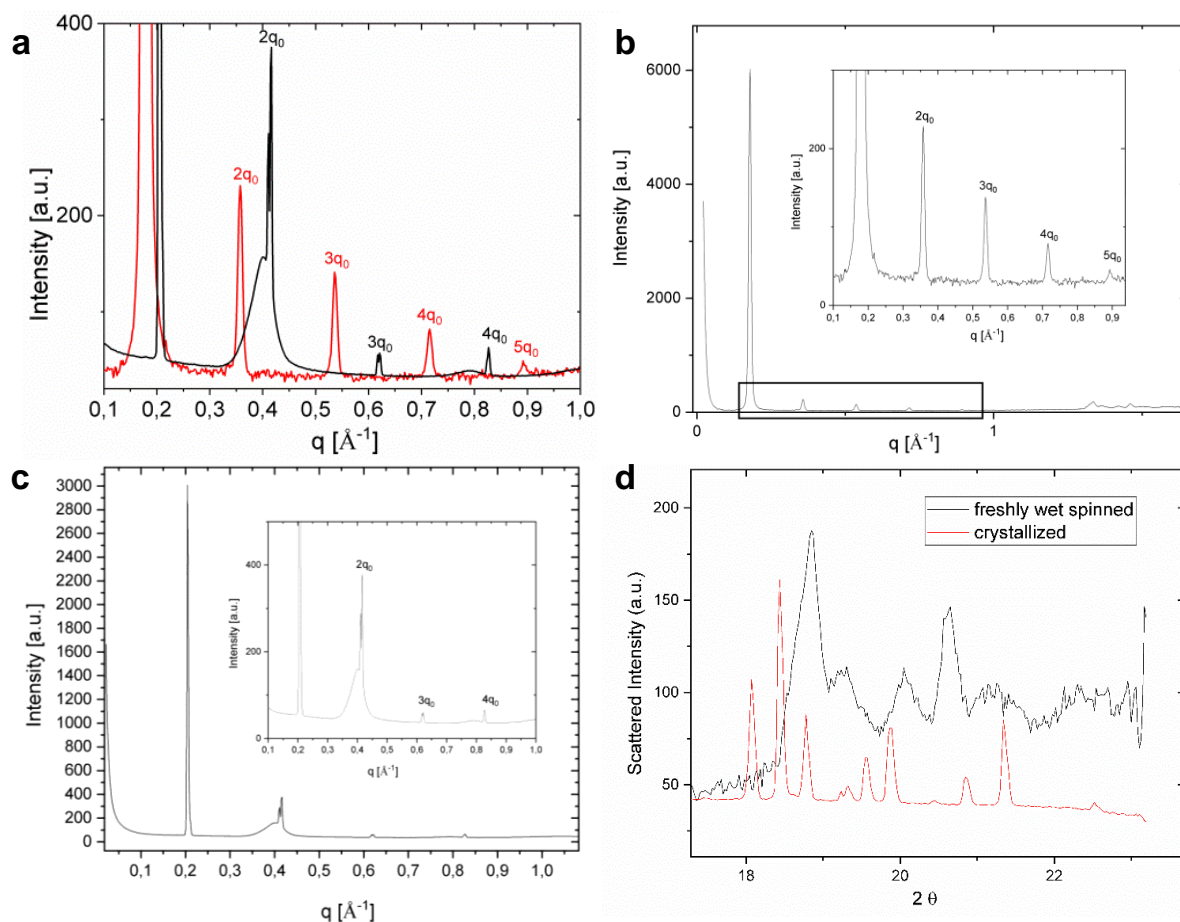 a
400
200
Intensity [a.u.]
2q0
2q0
3q0
4q0
3q0
4q0
5q0
0,1 0,2 0,3 0,4 0,5 0,6 0,7 0,8 0,9 1,0
q [Å-1]
b
6000
4000
2000
0
Intensity [a.u.]
200
0
Intensity [a.u.]
2q0
3q0
4q0
5q0
0,1 0,2 0,3 0,4 0,5 0,6 0,7 0,8 0,9
q [Å-1]
0 1
q [Å-1]
c
3000
2800
2600
2400
2200
2000
1800
1600
1400
1200
1000
800
600
400
200
0
Intensity [a.u.]
400
200
0
Intensity [a.u.]
2q0
3q0
4q0
0,1 0,2 0,3 0,4 0,5 0,6 0,7 0,8 0,9 1,0
q [Å-1]
0,1 0,2 0,3 0,4 0,5 0,6 0,7 0,8 0,9 1,0
q [Å-1]
d
200
150
100
50
Scattered Intensity (a.u.)
freshly wet spinned
crystallized
18 20 22
2 θ